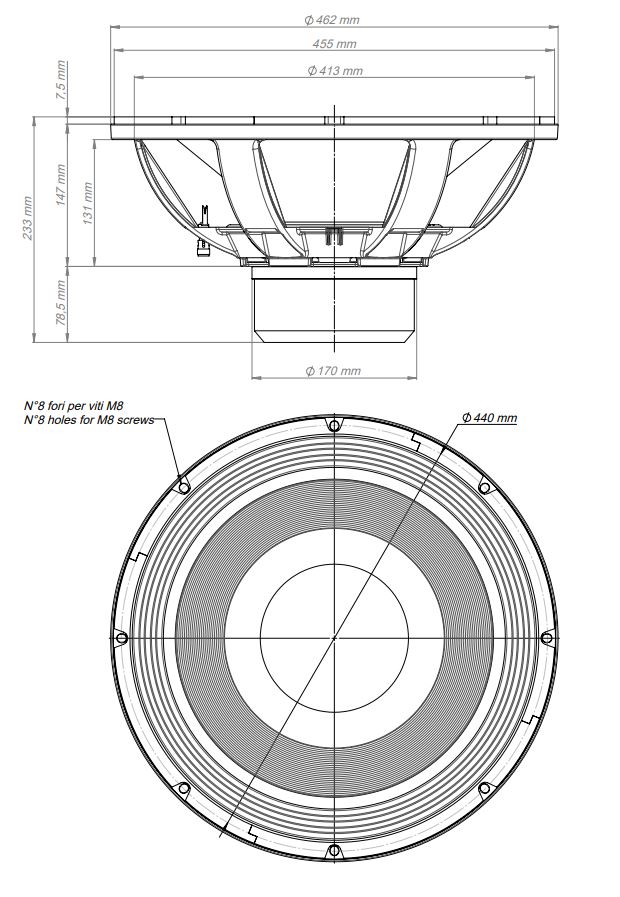 Ф 462 mm
455 mm
Ф 413 mm
7,5 mm
233 mm
147 mm
131 mm
78,5 mm
Ф 170 mm
N°8 fori per viti M8
N°8 holes for M8 screws
Ф 440 mm